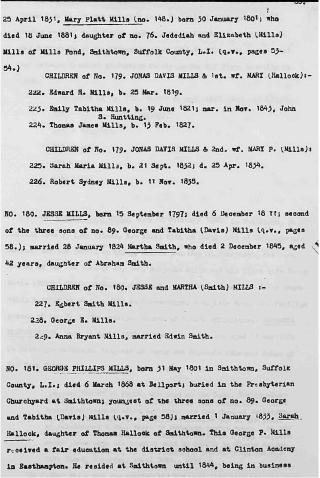 25 April 1831, Mary Platt Mills (no. 148.) born 30 January 1801; who
died 18 June 1881; daughter of no. 76. Jedediah and Elizabeth (Mills)
Mills of Mills Pond, Smithtown, Suffolk County, L.I. (q.v., pages 53-
54.)
CHILDREN of No. 179. JONAS DAVIS MILLS & 1st. wf. MARY (Hallock):-
222. Edward H. Mills, b. 25 Mar. 1819.
223. Emily Tabitha Mills, b. 19 June 1821; mar. in Nov. 1843, John
S. Huntting.
224. Thomas James Mills, b. 13 Feb. 1827.
CHILDREN of No. 179. JONAS DAVIS MILLS & 2nd. wf. MARY P. (Mills):-
225. Sarah Maria Mills, b. 21 Sept. 1832; d. 25 Apr. 1834.
226. Robert Sydney Mills, b. 11 Nov. 1835.
NO. 180. JESSE MILLS, born 15 September 1797; died 6 December 18 ; second
of the three sons of no. 89. George and Tabitha (Davis) Mills (q.v., pages
58.); married 28 January 1824 Martha Smith, who died 2 December 1845, aged
42 years, daughter of Abraham Smith.
CHILDREN of No. 180. JESSE and MARTHA (Smith) MILLS :-
227. Egbert Smith Mills.
228. George E. Mills.
229. Anna Bryant Mills, married Edwin Smith.
NO. 181. GEORGE PHILLIPS MILLS, born 31 May 1801 in Smithtown, Suffolk
County, L.I.; died 6 March 1868 at Bellport; buried in the Presbyterian
Churchyard at Smithtown; youngest of the three sons of no. 89. George
and Tabitha (Davis) Mills (q.v., page 58); married 1 January 1833, Sarah
Hallock, daughter of Thomas Hallock of Smithtown. This George P. Mills
received a fair education at the district school and at Clinton Academy
in Easthampton. He resided at Smithtown until 1844, being in business